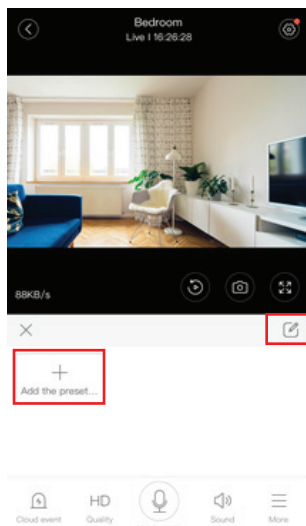 Bedroom
Live I 16:26:28
88KB/s
Add the preset...
HD
Cloud event
Quality
Sound
More